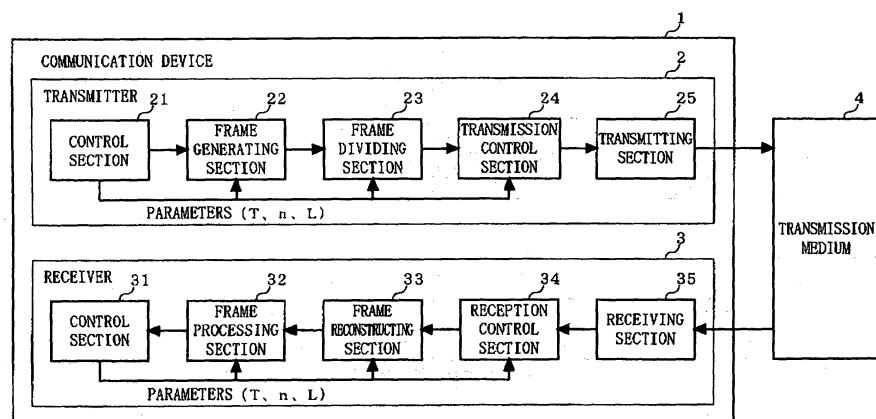 1
COMMUNICATION DEVICE
2
TRANSMITTER
21
22
23
24
25
4
CONTROL
SECTION
FRAME
GENERATING
SECTION
FRAME
DIVIDING
SECTION
TRANSMISSION
CONTROL
SECTION
TRANSMITTING
SECTION
PARAMETERS (T、n、L)
TRANSMISSION
MEDIUM
3
RECEIVER
31
32
33
34
35
CONTROL
SECTION
FRAME
PROCESSING
SECTION
FRAME
RECONSTRUCTING
SECTION
RECEPTION
CONTROL
SECTION
RECEIVING
SECTION
PARAMETERS (T、n、L)